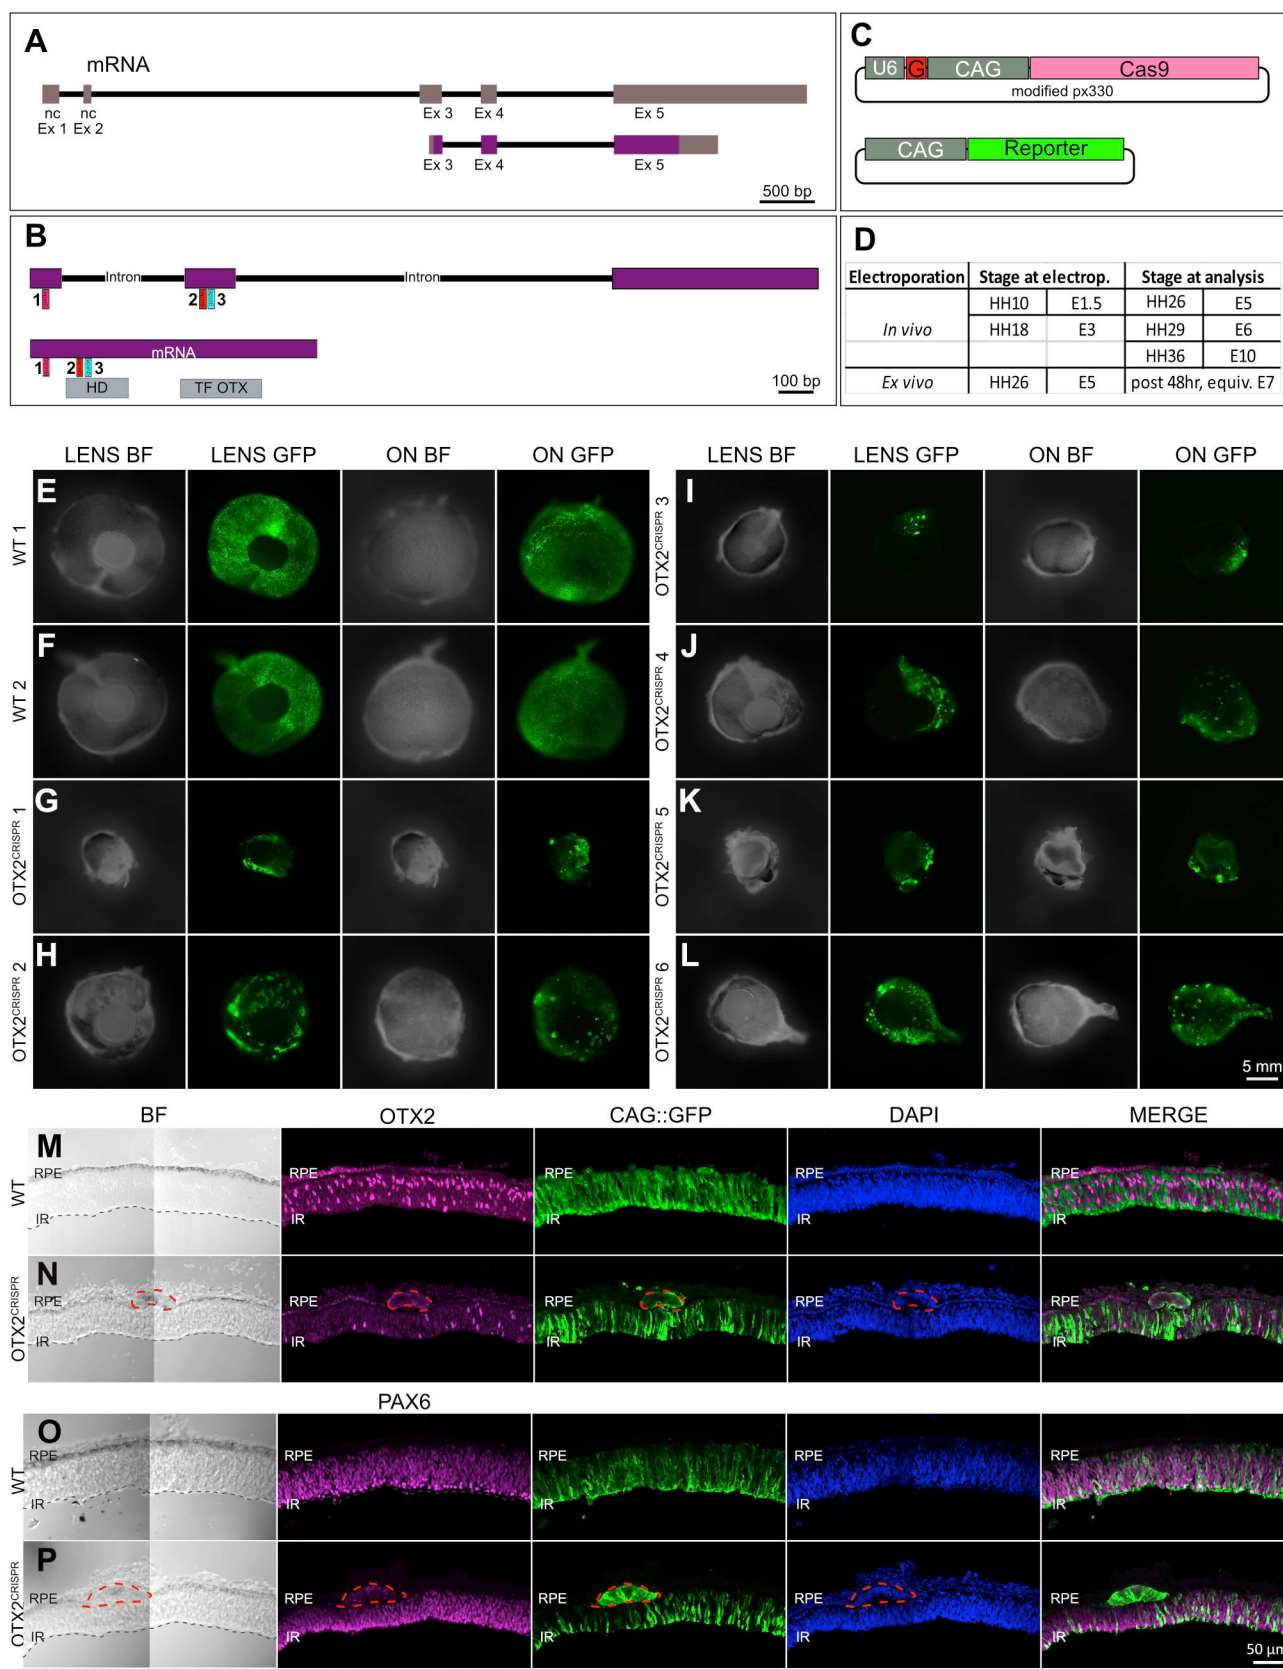 A
mRNA
nc
Ex 1
nc
Ex 2
Ex 3
Ex 4
Ex 5
Ex 3
Ex 4
Ex 5
500 bp
B
Intron
Intron
1
2
3
mRNA
1
2
3
HD
TF OTX
100 bp
C
U6
G
CAG
Cas9
modified px330
CAG
Reporter
D
Electroporation Stage at electrop. Stage at analysis
HH10 E1.5 HH26 E5
In vivo HH18 E3 HH29 E6
HH36 E10
Ex vivo HH26 E5 post 48hr, equiv. E7
LENS BF LENS GFP ON BF ON GFP LENS BF LENS GFP ON BF ON GFP
E
WT 1
F
WT 2
G
OTX2CRISPR 1
H
OTX2CRISPR 2
I
OTX2CRISPR 3
J
OTX2CRISPR 4
K
OTX2CRISPR 5
L
OTX2CRISPR 6
5 mm
BF OTX2 CAG::GFP DAPI MERGE
M
WT
RPE RPE RPE RPE RPE
IR IR IR IR IR
N
OTX2CRISPR
RPE RPE RPE RPE RPE
IR IR IR IR IR
PAX6
O
WT
RPE RPE RPE RPE RPE
IR IR IR IR IR
P
OTX2CRISPR
RPE RPE RPE RPE RPE
IR IR IR IR IR
50 µm